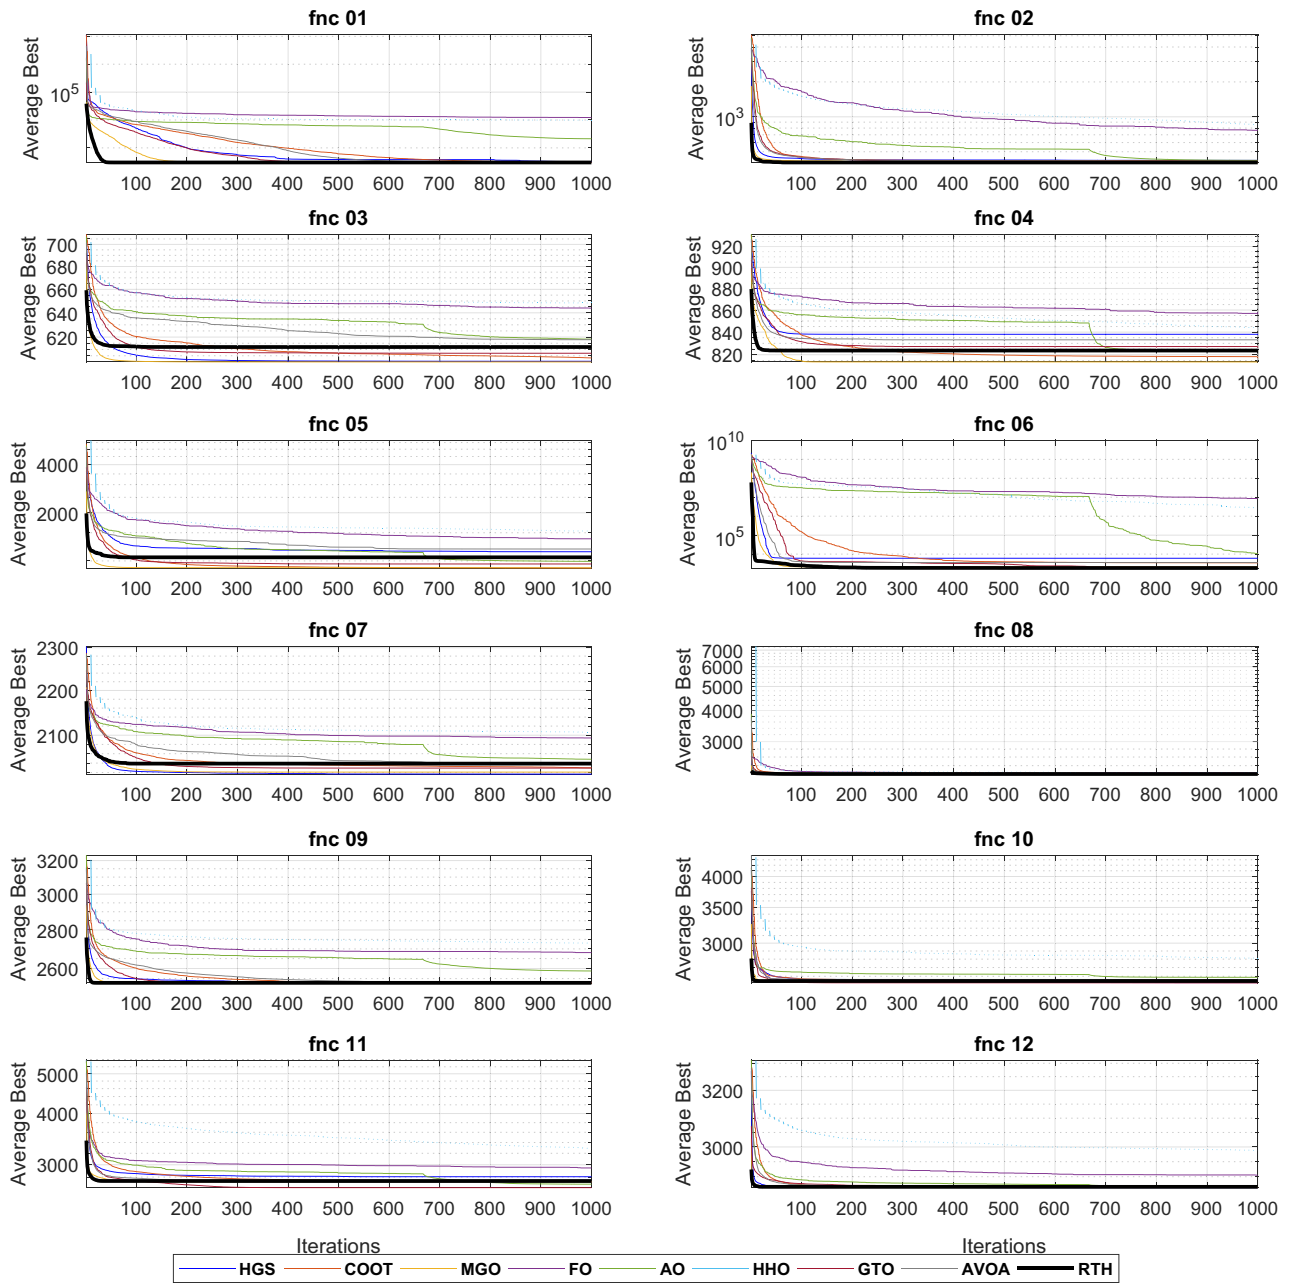 fnc 01
Average Best
10^5
100 200 300 400 500 600 700 800 900 1000
fnc 02
Average Best
10^3
100 200 300 400 500 600 700 800 900 1000
fnc 03
Average Best
700
680
660
640
620
100 200 300 400 500 600 700 800 900 1000
fnc 04
Average Best
920
900
880
860
840
820
100 200 300 400 500 600 700 800 900 1000
fnc 05
Average Best
4000
2000
100 200 300 400 500 600 700 800 900 1000
fnc 06
Average Best
10^10
10^5
100 200 300 400 500 600 700 800 900 1000
fnc 07
Average Best
2300
2200
2100
100 200 300 400 500 600 700 800 900 1000
fnc 08
Average Best
7000
6000
5000
4000
3000
100 200 300 400 500 600 700 800 900 1000
fnc 09
Average Best
3200
3000
2800
2600
100 200 300 400 500 600 700 800 900 1000
fnc 10
Average Best
4000
3500
3000
100 200 300 400 500 600 700 800 900 1000
fnc 11
Average Best
5000
4000
3000
100 200 300 400 500 600 700 800 900 1000
Iterations
fnc 12
Average Best
3200
3000
100 200 300 400 500 600 700 800 900 1000
Iterations
HGS COOT MGO FO AO HHO GTO AVOA RTH